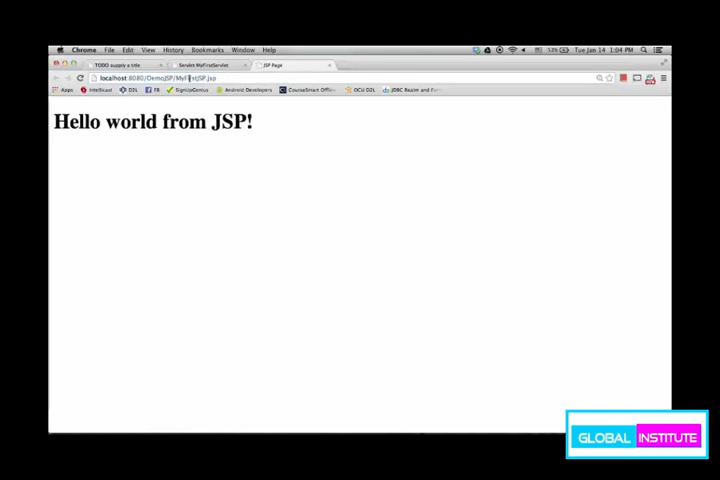 Chrome File Edit View History Bookmarks Window Help
13% Tue Jan 14 1:04 PM
TODO supply a title
Servlet MyFirstServlet
JSP Page
localhost:8080/DemoJSP/MyFirstJSP.jsp
Apps Intellicast D2L FB SignUpGenius Android Developers CourseSmart Offline OCU D2L JDBC Realm and
Hello world from JSP!
GLOBAL INSTITUTE